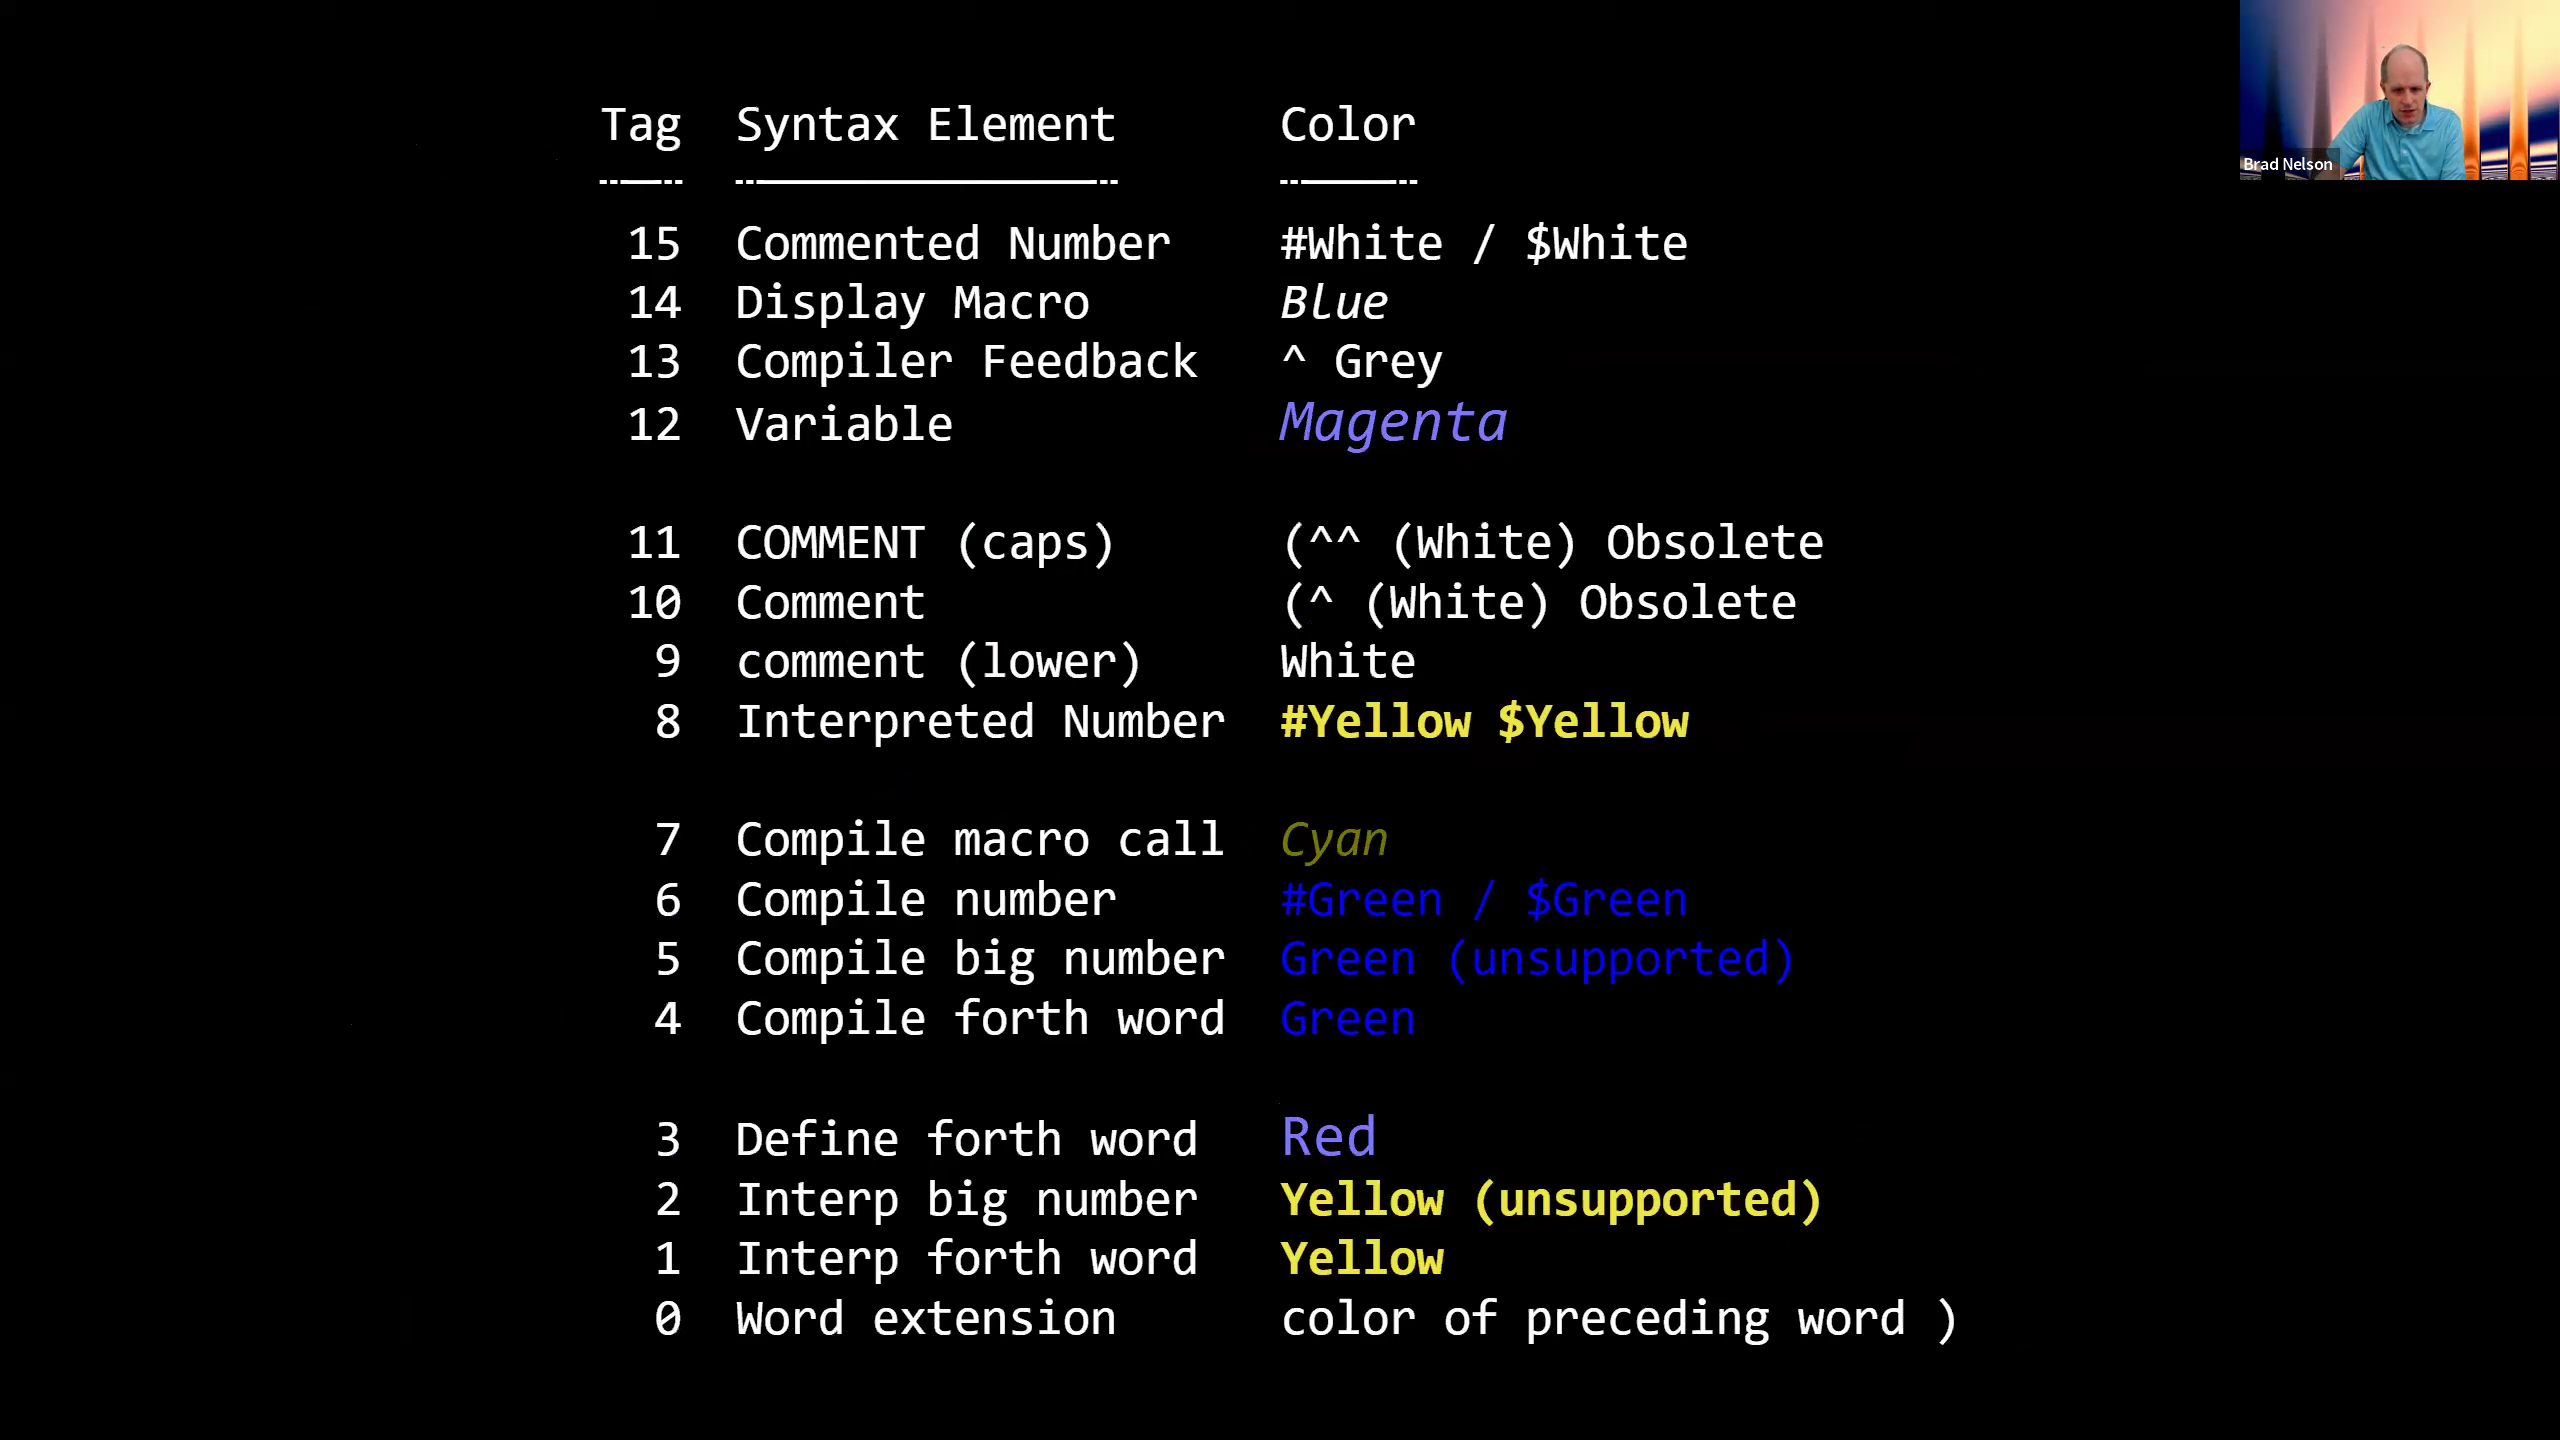 Tag Syntax Element Color
15 Commented Number #White / $White
14 Display Macro Blue
13 Compiler Feedback ^ Grey
12 Variable Magenta
11 COMMENT (caps) (^^ (White) Obsolete
10 Comment (^ (White) Obsolete
9 comment (lower) White
8 Interpreted Number #Yellow $Yellow
7 Compile macro call Cyan
6 Compile number #Green / $Green
5 Compile big number Green (unsupported)
4 Compile forth word Green
3 Define forth word Red
2 Interp big number Yellow (unsupported)
1 Interp forth word Yellow
0 Word extension color of preceding word )
Brad Nelson